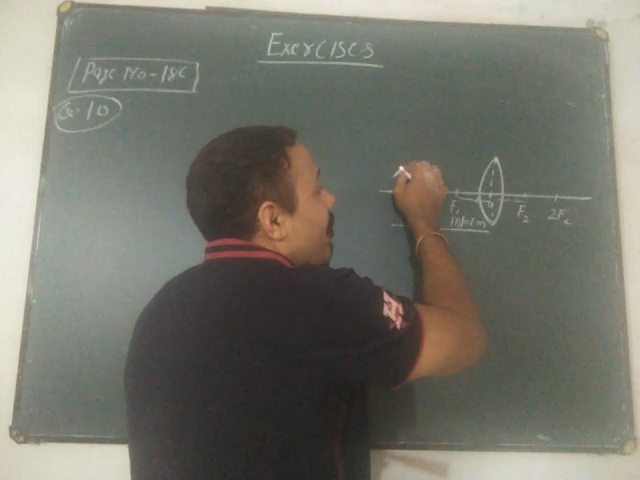 Exercises
Page No-186
Q.10
F₁ F₂ 2F₂